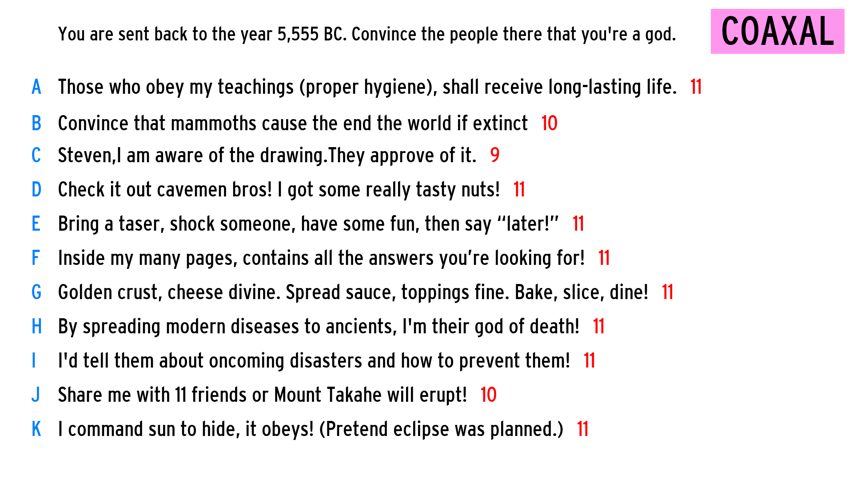 You are sent back to the year 5,555 BC. Convince the people there that you're a god.
COAXAL
A Those who obey my teachings (proper hygiene), shall receive long-lasting life. 11
B Convince that mammoths cause the end the world if extinct 10
C Steven,I am aware of the drawing.They approve of it. 9
D Check it out cavemen bros! I got some really tasty nuts! 11
E Bring a taser, shock someone, have some fun, then say “later!” 11
F Inside my many pages, contains all the answers you’re looking for! 11
G Golden crust, cheese divine. Spread sauce, toppings fine. Bake, slice, dine! 11
H By spreading modern diseases to ancients, I'm their god of death! 11
I I'd tell them about oncoming disasters and how to prevent them! 11
J Share me with 11 friends or Mount Takahe will erupt! 10
K I command sun to hide, it obeys! (Pretend eclipse was planned.) 11